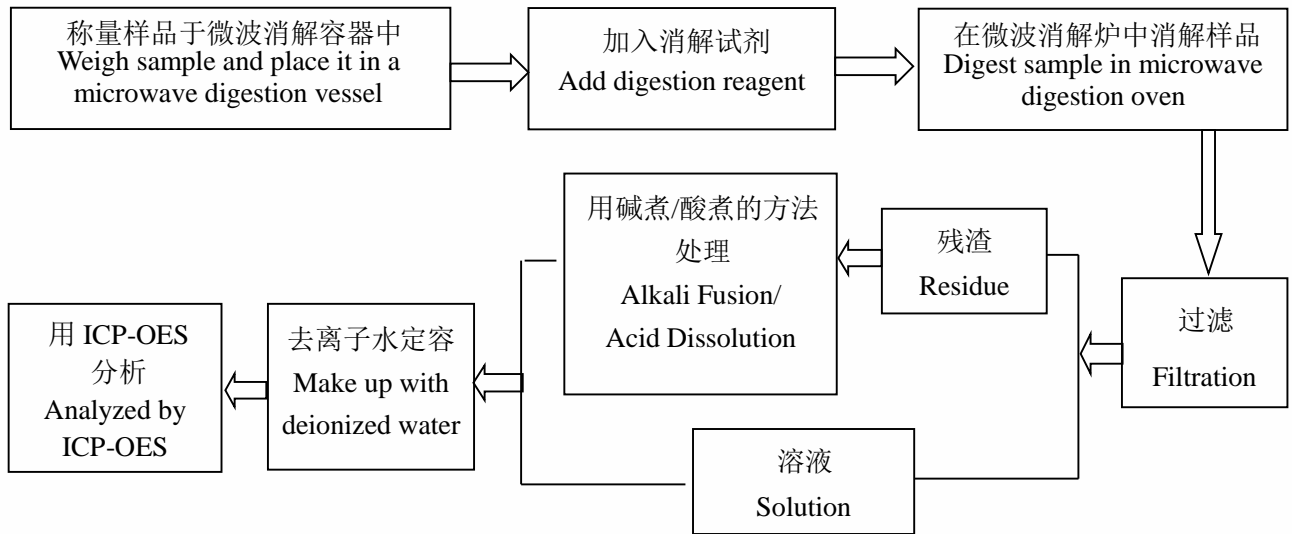 称量样品于微波消解容器中
Weigh sample and place it in a
microwave digestion vessel
加入消解试剂
Add digestion reagent
在微波消解炉中消解样品
Digest sample in microwave
digestion oven
过滤
Filtration
残渣
Residue
用碱煮/酸煮的方法
处理
Alkali Fusion/
Acid Dissolution
溶液
Solution
去离子水定容
Make up with
deionized water
用 ICP-OES
分析
Analyzed by
ICP-OES